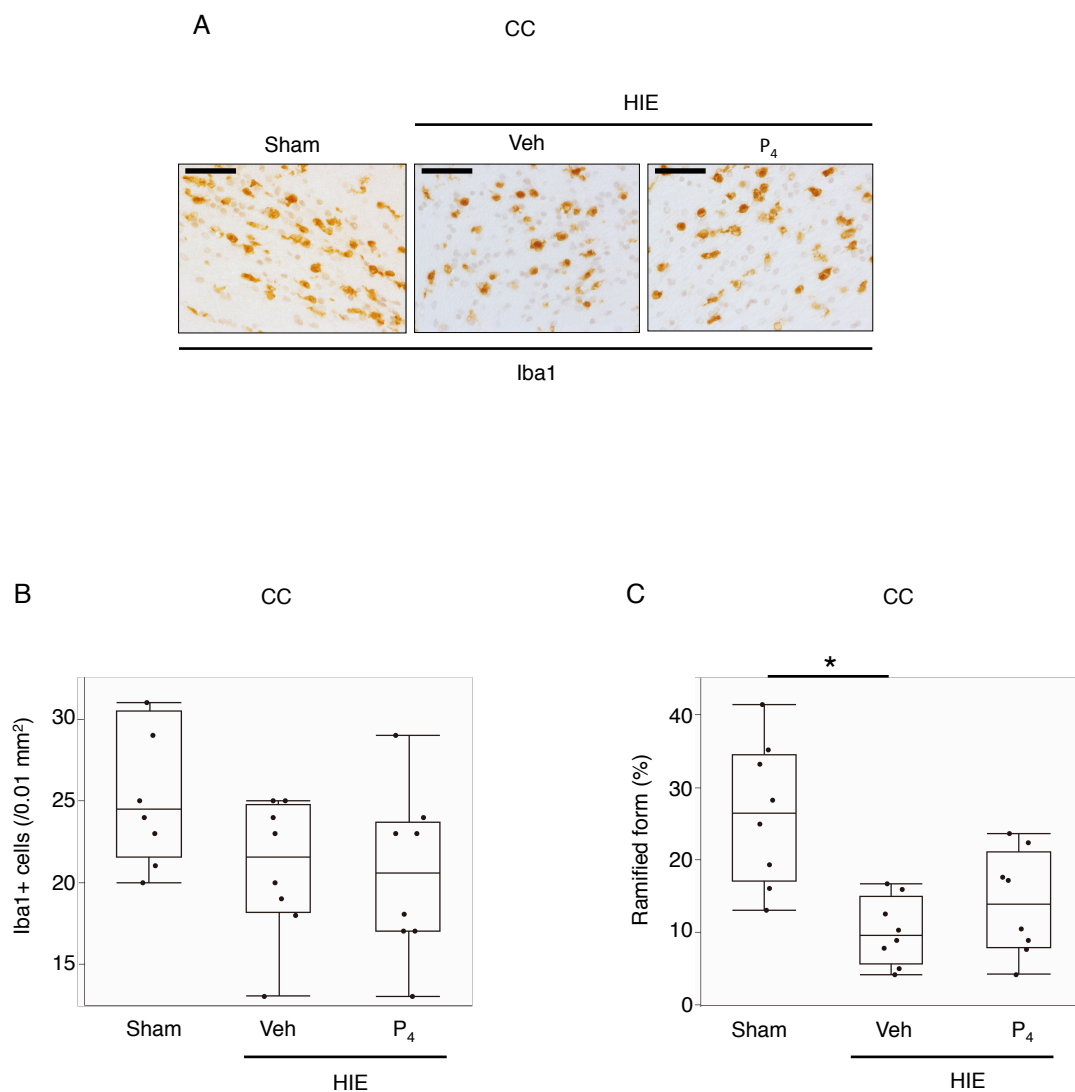 A
CC
HIE
Sham
Veh
P₄
Iba1
B
CC
Iba1+ cells (/0.01 mm²)
30
25
20
15
Sham
Veh
P₄
HIE
C
CC
*
Ramified form (%)
40
30
20
10
0
Sham
Veh
P₄
HIE